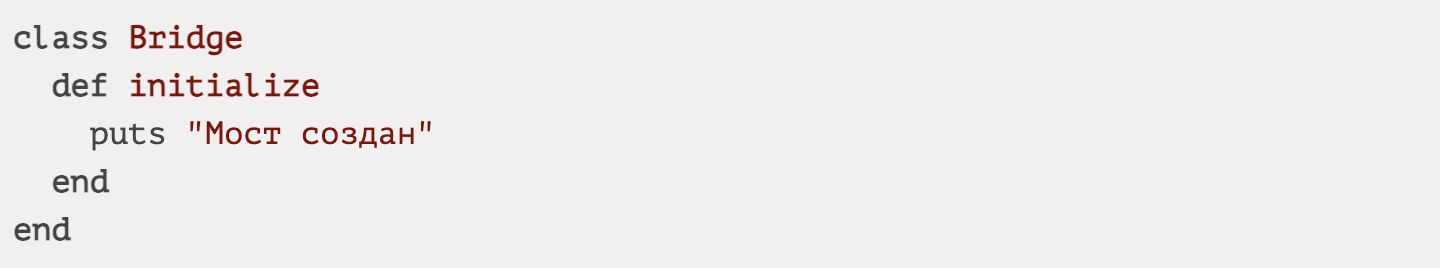 class Bridge
  def initialize
    puts "Мост создан"
  end
end